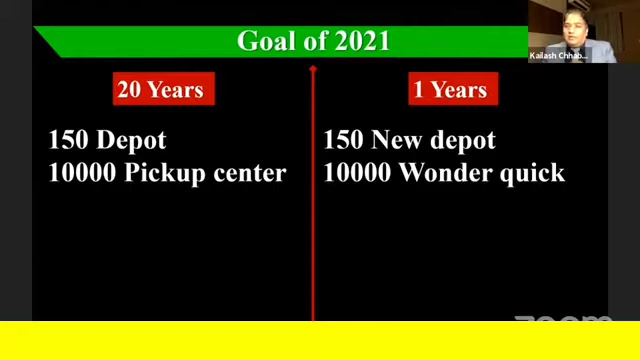 Goal of 2021
Kailash Chhab...
20 Years
1 Years
150 Depot
10000 Pickup center
150 New depot
10000 Wonder quick
zoom